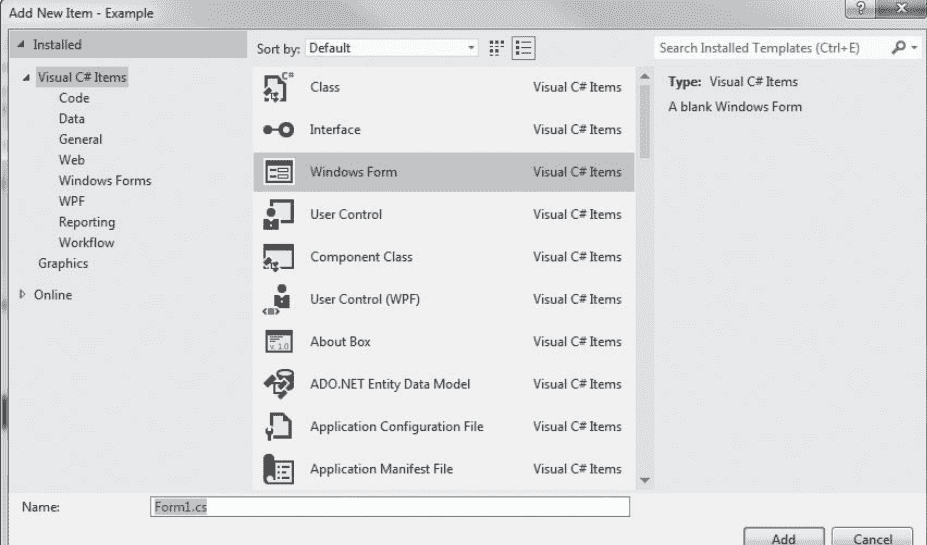 Add New Item - Example
Installed
Sort by: Default
Search Installed Templates (Ctrl+E)
Visual C# Items
Code
Data
General
Web
Windows Forms
WPF
Reporting
Workflow
Graphics
Online
C#
Class Visual C# Items
Interface Visual C# Items
Windows Form Visual C# Items
User Control Visual C# Items
Component Class Visual C# Items
User Control (WPF) Visual C# Items
v. 1.0
About Box Visual C# Items
ADO.NET Entity Data Model Visual C# Items
Application Configuration File Visual C# Items
Application Manifest File Visual C# Items
Type: Visual C# Items
A blank Windows Form
Name: Form1.cs
Add Cancel